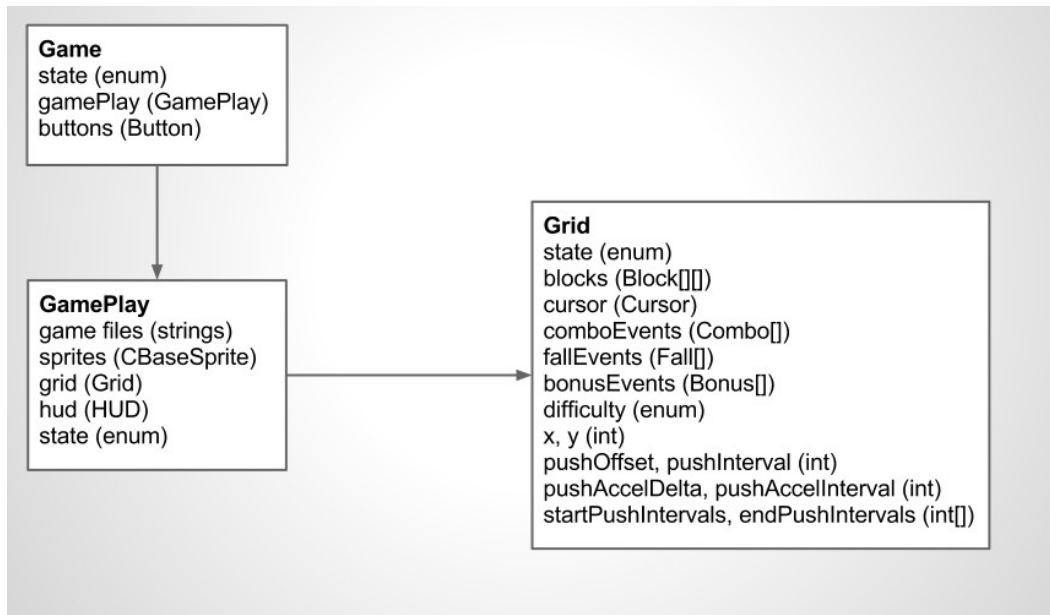 Game
state (enum)
gamePlay (GamePlay)
buttons (Button)
GamePlay
game files (strings)
sprites (CBaseSprite)
grid (Grid)
hud (HUD)
state (enum)
Grid
state (enum)
blocks (Block[][])
cursor (Cursor)
comboEvents (Combo[])
fallEvents (Fall[])
bonusEvents (Bonus[])
difficulty (enum)
x, y (int)
pushOffset, pushInterval (int)
pushAccelDelta, pushAccelInterval (int)
startPushIntervals, endPushIntervals (int[])